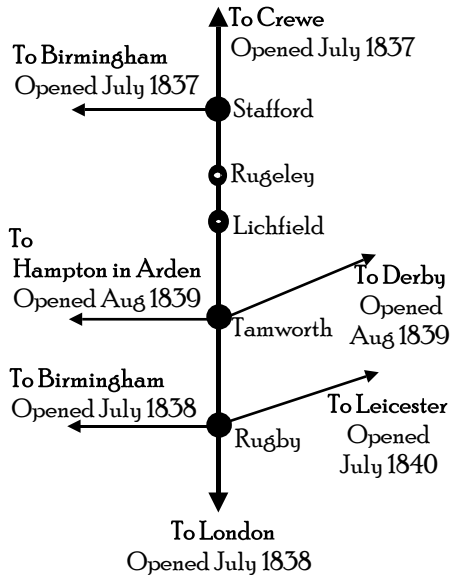 To Crewe
Opened July 1837
To Birmingham
Opened July 1837
Stafford
Rugeley
Lichfield
To
Hampton in Arden
Opened Aug 1839
To Derby
Opened
Aug 1839
Tamworth
To Birmingham
Opened July 1838
To Leicester
Opened
July 1840
Rugby
To London
Opened July 1838